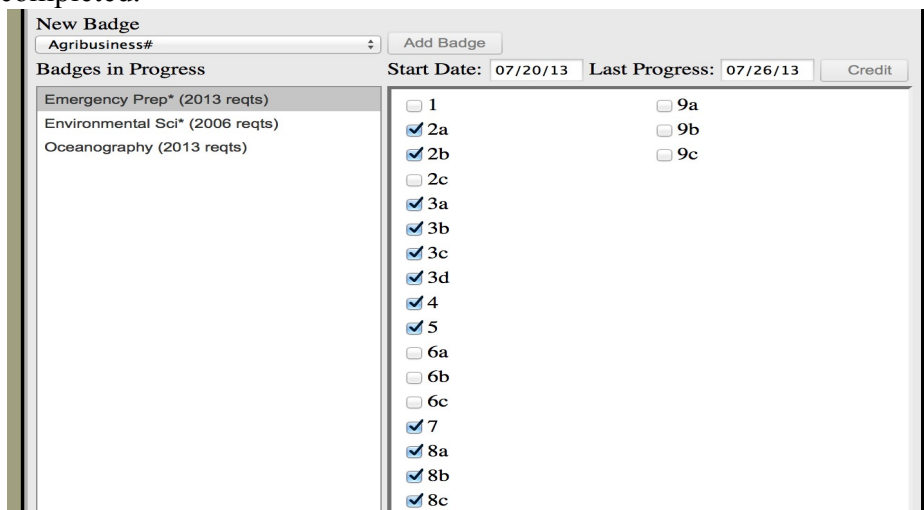 completed.
New Badge
Agribusiness# Add Badge
Badges in Progress Start Date: 07/20/13 Last Progress: 07/26/13 Credit
Emergency Prep* (2013 reqts)
Environmental Sci* (2006 reqts)
Oceanography (2013 reqts)
1
2a
2b
2c
3a
3b
3c
3d
4
5
6a
6b
6c
7
8a
8b
8c
9a
9b
9c